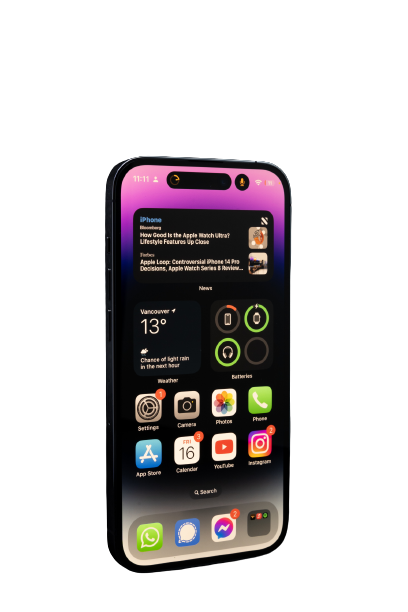 11:11
iPhone
Bloomberg
How Good Is the Apple Watch Ultra?
Lifestyle Features Up Close
Forbes
Apple Loop: Controversial iPhone 14 Pro
Decisions, Apple Watch Series 8 Review...
News
Vancouver
13°
Chance of light rain
in the next hour
Weather
Batteries
1
Settings
Camera
Photos
Phone
App Store
3
FRI
16
Calendar
YouTube
2
Instagram
Search
2